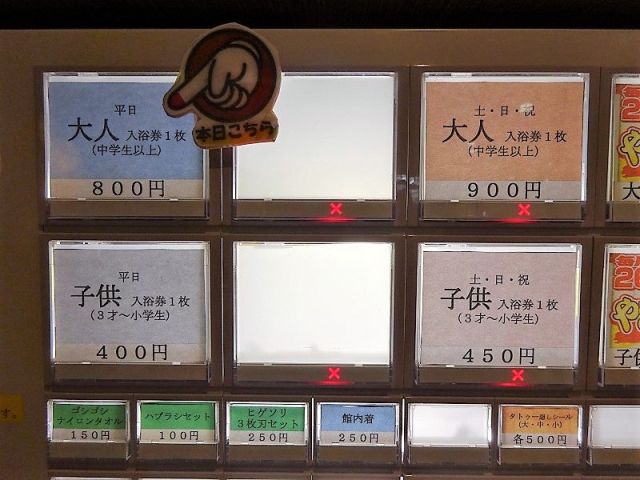 本日こちら
平日
大人 入浴券1枚
(中学生以上)
800円
土・日・祝
大人 入浴券1枚
(中学生以上)
900円
大
平日
子供 入浴券1枚
(3才~小学生)
400円
土・日・祝
子供 入浴券1枚
(3才~小学生)
450円
子供
す。
ゴシゴシ
ナイロンタオル
150円
ハブラシセット
100円
ヒゲソリ
3枚刃セット
250円
館内着
250円
タトゥー隠しシール
(大・中・小)
各500円